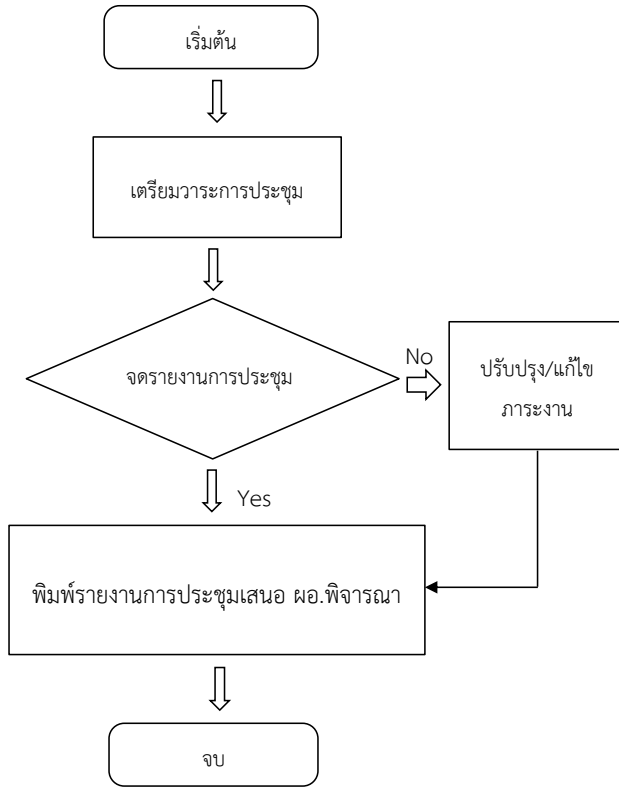 เริ่มต้น
เตรียมวาระการประชุม
จดรายงานการประชุม
No
ปรับปรุง/แก้ไข
ภาระงาน
Yes
พิมพ์รายงานการประชุมเสนอ ผอ.พิจารณา
จบ